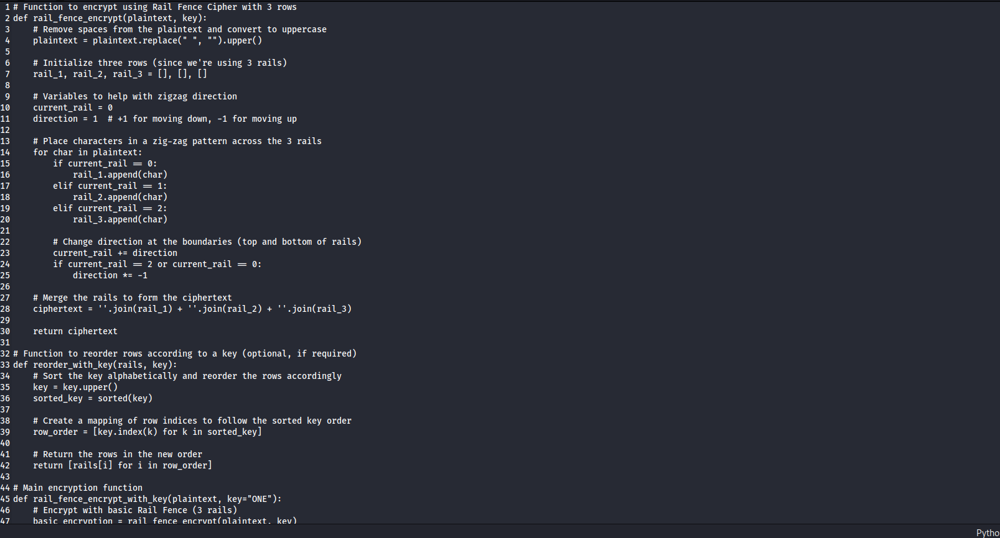 1 # Function to encrypt using Rail Fence Cipher with 3 rows
2 def rail_fence_encrypt(plaintext, key):
3     # Remove spaces from the plaintext and convert to uppercase
4     plaintext = plaintext.replace(" ", "").upper()
5
6     # Initialize three rows (since we're using 3 rails)
7     rail_1, rail_2, rail_3 = [], [], []
8
9     # Variables to help with zigzag direction
10     current_rail = 0
11     direction = 1  # +1 for moving down, -1 for moving up
12
13     # Place characters in a zig-zag pattern across the 3 rails
14     for char in plaintext:
15         if current_rail == 0:
16             rail_1.append(char)
17         elif current_rail == 1:
18             rail_2.append(char)
19         elif current_rail == 2:
20             rail_3.append(char)
21
22         # Change direction at the boundaries (top and bottom of rails)
23         current_rail += direction
24         if current_rail == 2 or current_rail == 0:
25             direction *= -1
26
27     # Merge the rails to form the ciphertext
28     ciphertext = ''.join(rail_1) + ''.join(rail_2) + ''.join(rail_3)
29
30     return ciphertext
31
32 # Function to reorder rows according to a key (optional, if required)
33 def reorder_with_key(rails, key):
34     # Sort the key alphabetically and reorder the rows accordingly
35     key = key.upper()
36     sorted_key = sorted(key)
37
38     # Create a mapping of row indices to follow the sorted key order
39     row_order = [key.index(k) for k in sorted_key]
40
41     # Return the rows in the new order
42     return [rails[i] for i in row_order]
43
44 # Main encryption function
45 def rail_fence_encrypt_with_key(plaintext, key="ONE"):
46     # Encrypt with basic Rail Fence (3 rails)
47     basic_encryption = rail_fence_encrypt(plaintext, key)
Pytho